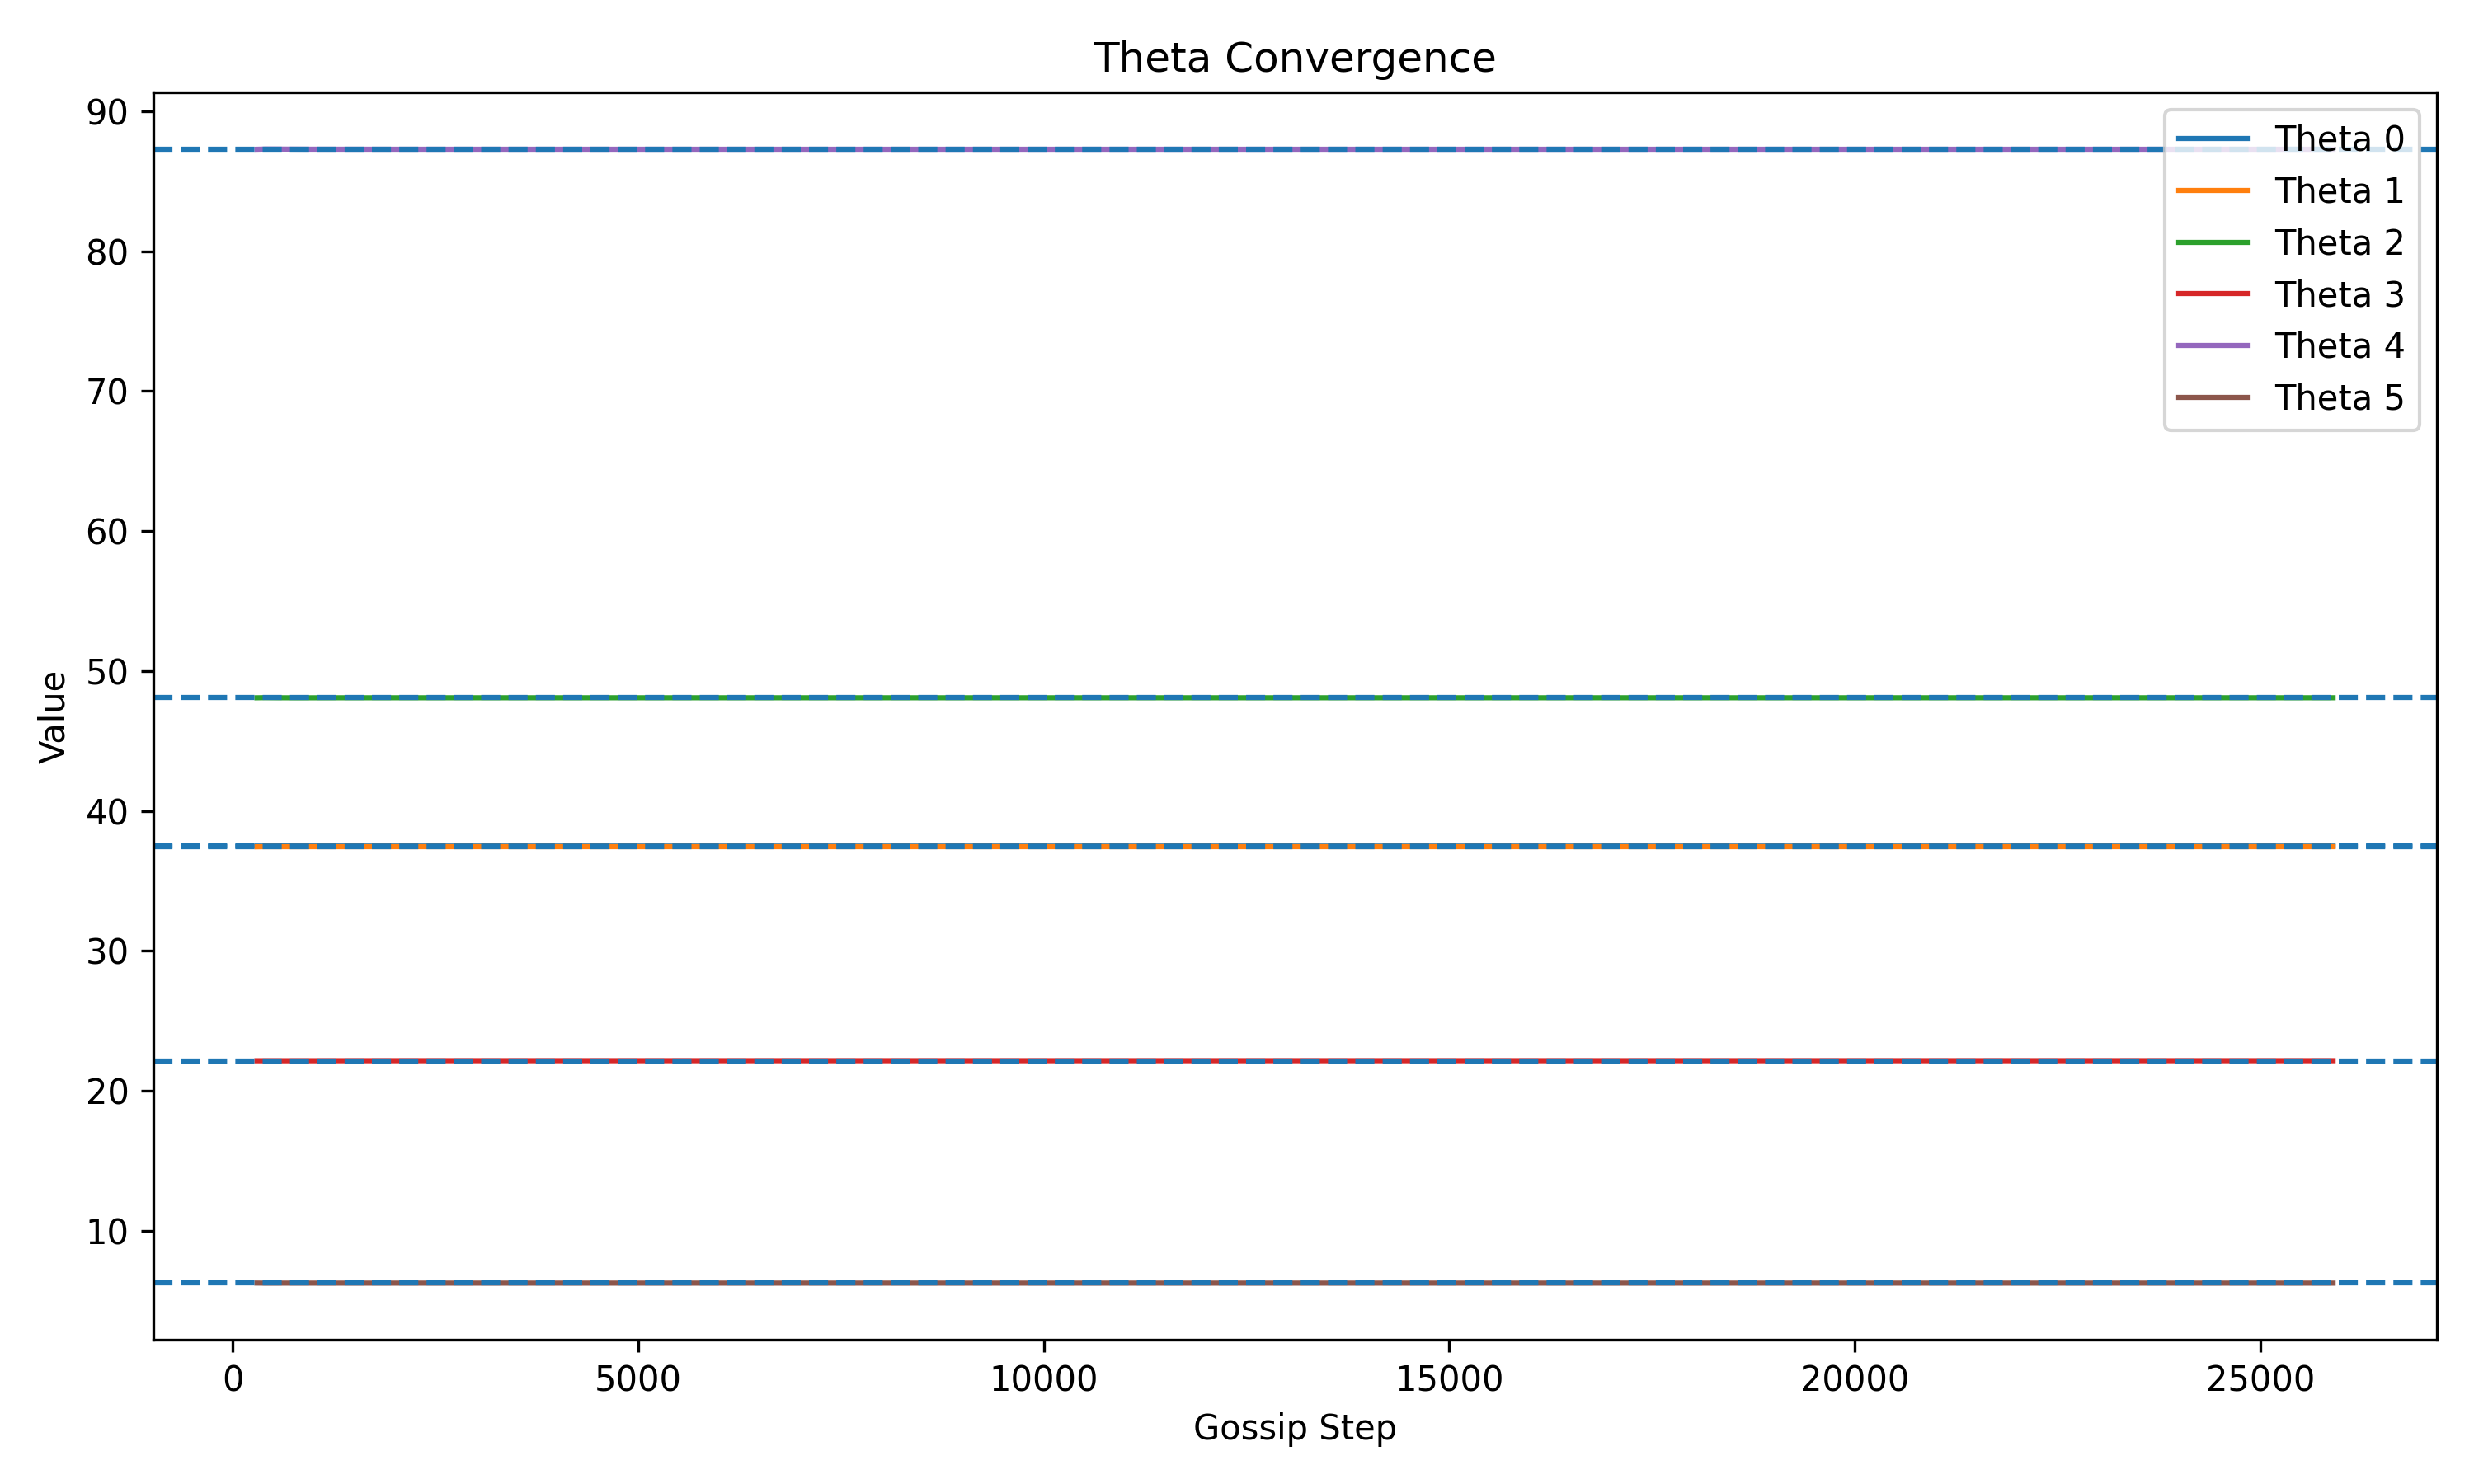 Theta Convergence
90
80
70
60
50
40
30
20
10
Value
Theta 0
Theta 1
Theta 2
Theta 3
Theta 4
Theta 5
0 5000 10000 15000 20000 25000
Gossip Step